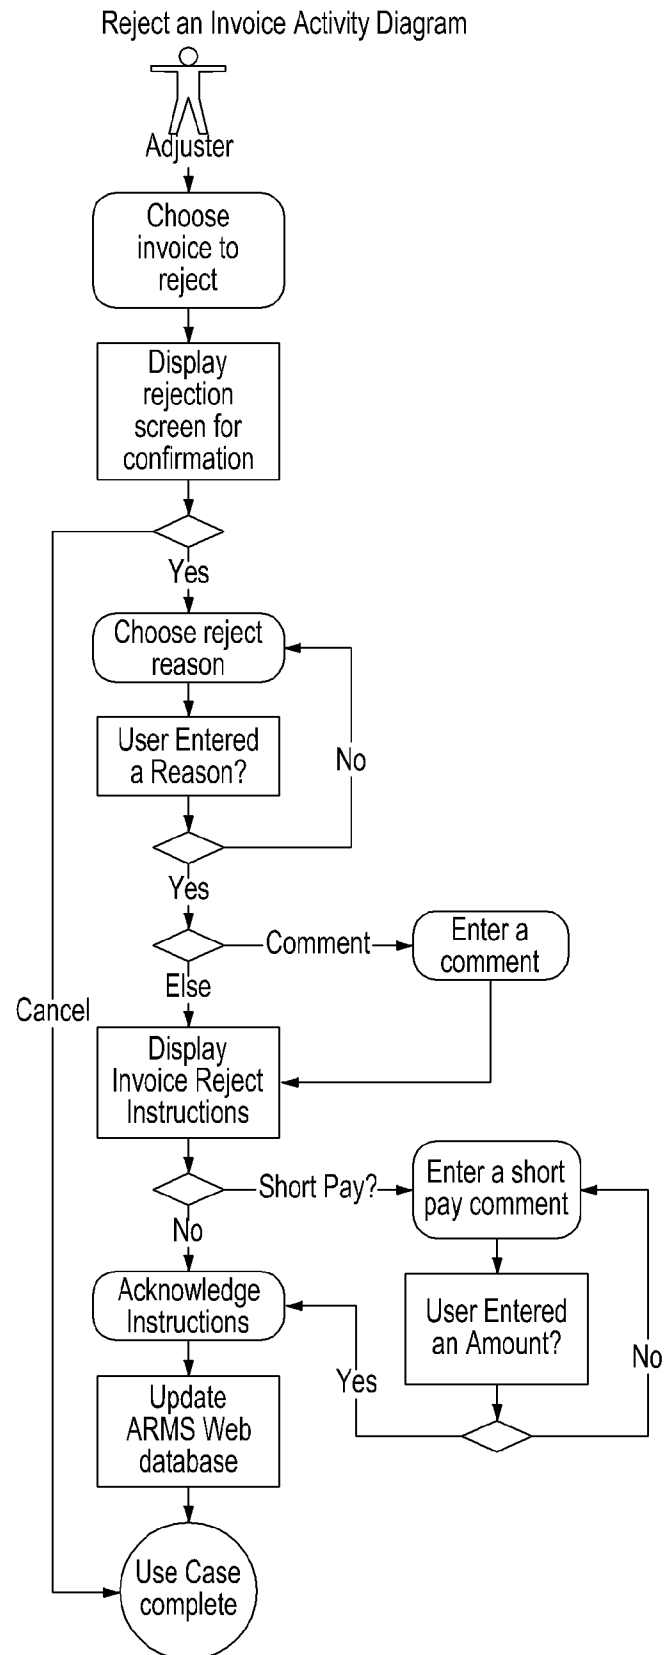 Reject an Invoice Activity Diagram
Adjuster
Choose
invoice to
reject
Display
rejection
screen for
confirmation
Yes
Choose reject
reason
User Entered
a Reason?
No
Yes
Comment
Enter a
comment
Else
Cancel
Display
Invoice Reject
Instructions
Short Pay?
Enter a short
pay comment
No
Acknowledge
Instructions
User Entered
an Amount?
No
Yes
Update
ARMS Web
database
Use Case
complete